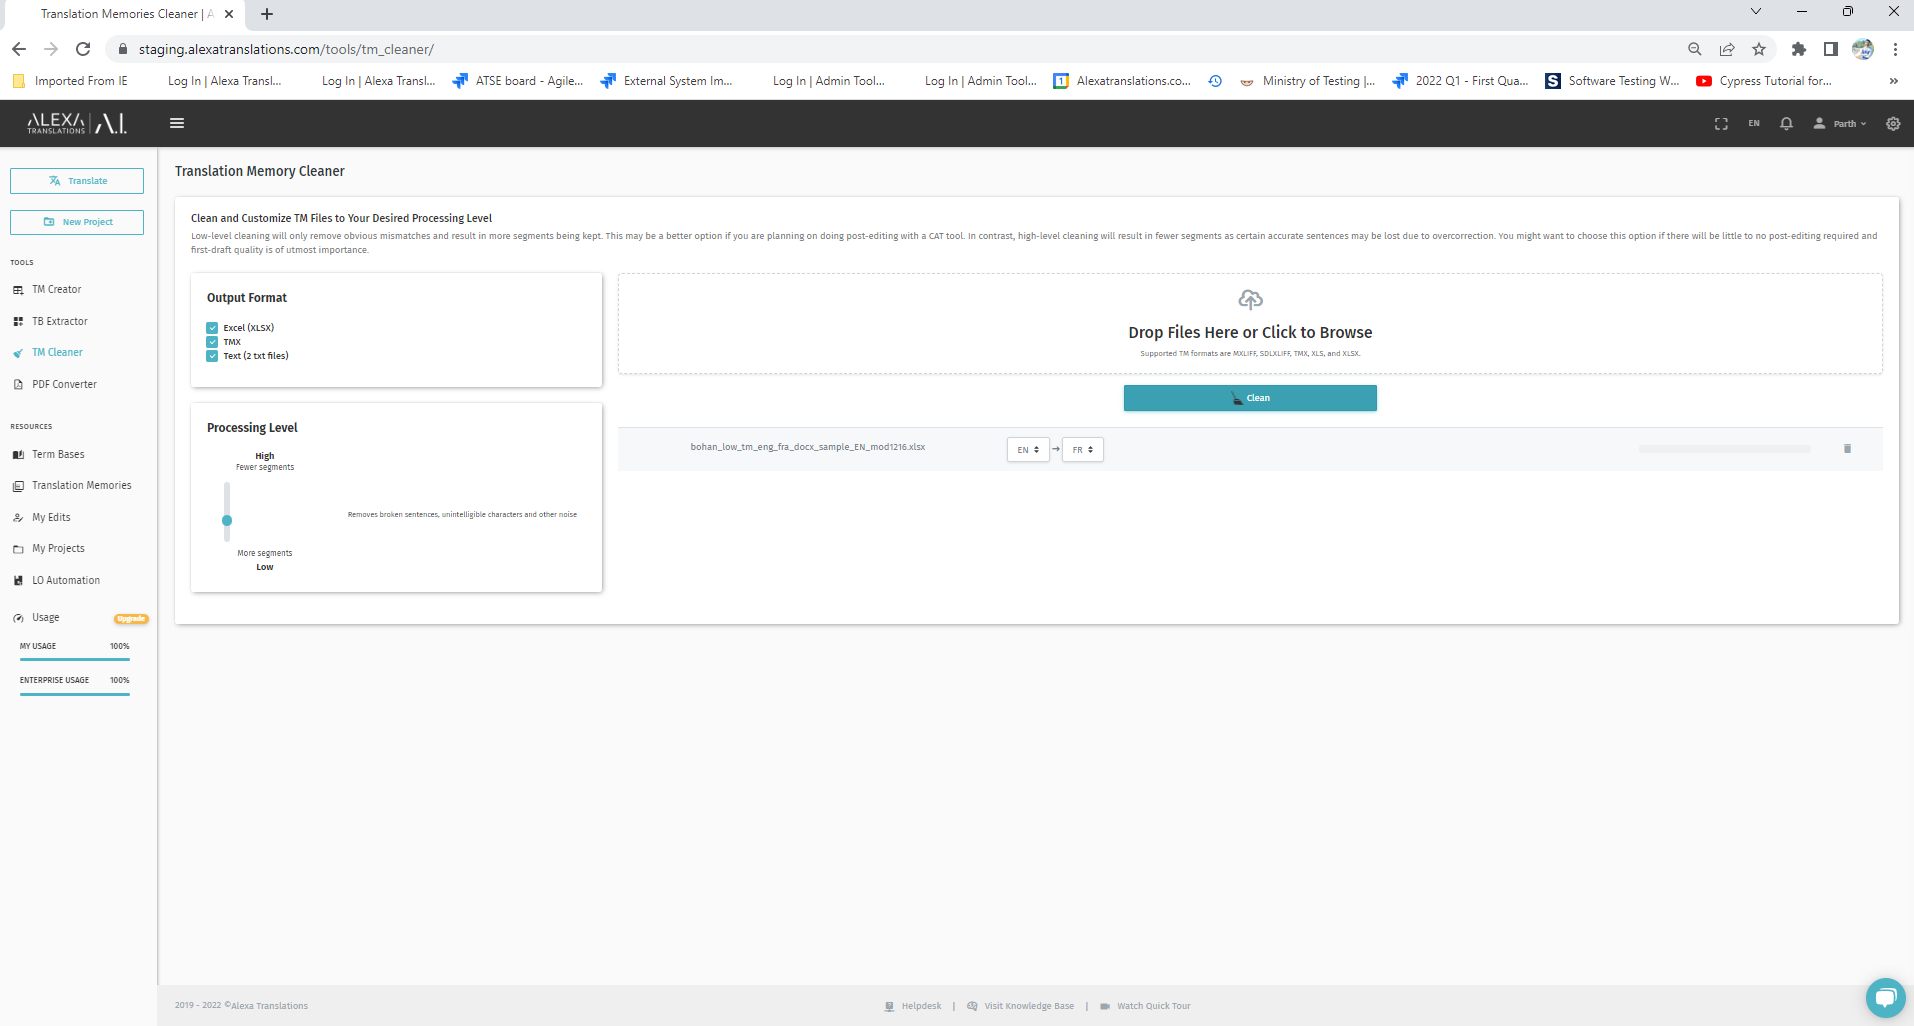 Translation Memories Cleaner | A
staging.alexatranslations.com/tools/tm_cleaner/
Imported From IE
Log In | Alexa Transl...
Log In | Alexa Transl...
ATSE board - Agile...
External System Im...
Log In | Admin Tool...
Log In | Admin Tool...
1
Alexatranslations.co...
Ministry of Testing |...
2022 Q1 - First Qua...
S
Software Testing W...
Cypress Tutorial for...
»
ALEXA TRANSLATIONS | A.I.
EN
Parth
Translate
New Project
TOOLS
TM Creator
TB Extractor
TM Cleaner
PDF Converter
RESOURCES
Term Bases
Translation Memories
My Edits
My Projects
LO Automation
Usage
Upgrade
MY USAGE 100%
ENTERPRISE USAGE 100%
Translation Memory Cleaner
Clean and Customize TM Files to Your Desired Processing Level
Low-level cleaning will only remove obvious mismatches and result in more segments being kept. This may be a better option if you are planning on doing post-editing with a CAT tool. In contrast, high-level cleaning will result in fewer segments as certain accurate sentences may be lost due to overcorrection. You might want to choose this option if there will be little to no post-editing required and
first-draft quality is of utmost importance.
Output Format
Excel (XLSX)
TMX
Text (2 txt files)
Processing Level
High
Fewer segments
Removes broken sentences, unintelligible characters and other noise
More segments
Low
Drop Files Here or Click to Browse
Supported TM formats are MXLIFF, SDLXLIFF, TMX, XLS, and XLSX.
Clean
bohan_low_tm_eng_fra_docx_sample_EN_mod1216.xlsx
EN → FR
2019 - 2022 ©Alexa Translations
Helpdesk | Visit Knowledge Base | Watch Quick Tour